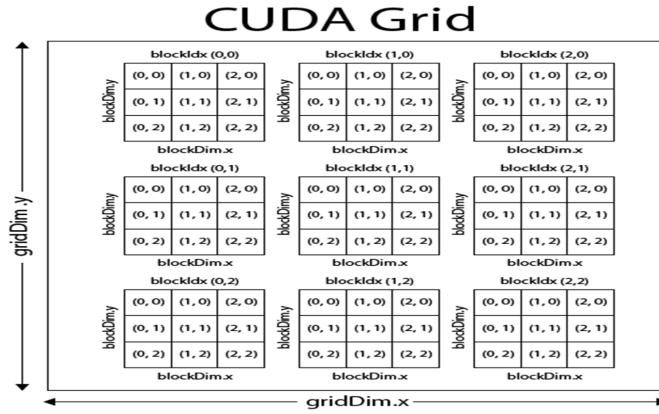 CUDA Grid
blockIdx (0,0) blockIdx (1,0) blockIdx (2,0)
blockDim.y (0, 0) (1, 0) (2, 0) blockDim.y (0, 0) (1, 0) (2, 0) blockDim.y (0, 0) (1, 0) (2, 0)
(0, 1) (1, 1) (2, 1) (0, 1) (1, 1) (2, 1) (0, 1) (1, 1) (2, 1)
(0, 2) (1, 2) (2, 2) (0, 2) (1, 2) (2, 2) (0, 2) (1, 2) (2, 2)
blockDim.x blockDim.x blockDim.x
blockIdx (0,1) blockIdx (1,1) blockIdx (2,1)
blockDim.y (0, 0) (1, 0) (2, 0) blockDim.y (0, 0) (1, 0) (2, 0) blockDim.y (0, 0) (1, 0) (2, 0)
(0, 1) (1, 1) (2, 1) (0, 1) (1, 1) (2, 1) (0, 1) (1, 1) (2, 1)
(0, 2) (1, 2) (2, 2) (0, 2) (1, 2) (2, 2) (0, 2) (1, 2) (2, 2)
blockDim.x blockDim.x blockDim.x
gridDim.y
blockIdx (0,2) blockIdx (1,2) blockIdx (2,2)
blockDim.y (0, 0) (1, 0) (2, 0) blockDim.y (0, 0) (1, 0) (2, 0) blockDim.y (0, 0) (1, 0) (2, 0)
(0, 1) (1, 1) (2, 1) (0, 1) (1, 1) (2, 1) (0, 1) (1, 1) (2, 1)
(0, 2) (1, 2) (2, 2) (0, 2) (1, 2) (2, 2) (0, 2) (1, 2) (2, 2)
blockDim.x blockDim.x blockDim.x
gridDim.x